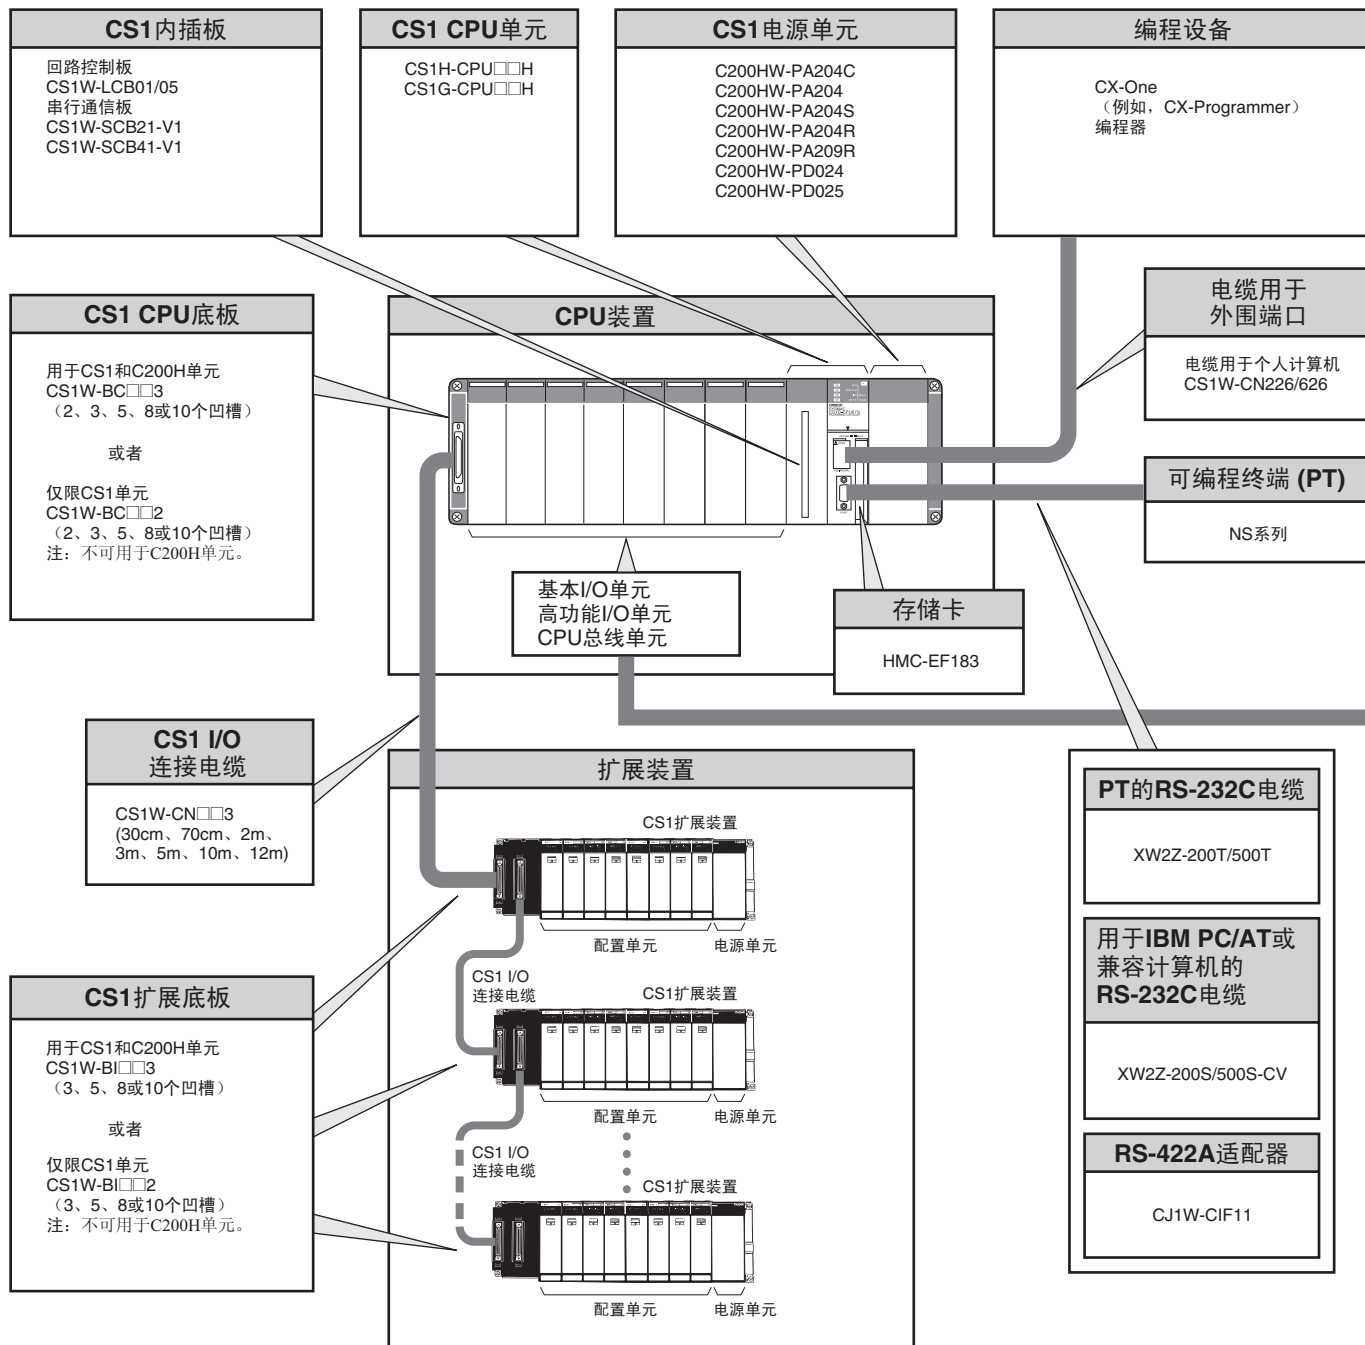 CS1内插板
回路控制板
CS1W-LCB01/05
串行通信板
CS1W-SCB21-V1
CS1W-SCB41-V1
CS1 CPU单元
CS1H-CPU□□H
CS1G-CPU□□H
CS1电源单元
C200HW-PA204C
C200HW-PA204
C200HW-PA204S
C200HW-PA204R
C200HW-PA209R
C200HW-PD024
C200HW-PD025
编程设备
CX-One
（例如，CX-Programmer）
编程器
CS1 CPU底板
用于CS1和C200H单元
CS1W-BC□□3
（2、3、5、8或10个凹槽）
或者
仅限CS1单元
CS1W-BC□□2
（2、3、5、8或10个凹槽）
注：不可用于C200H单元。
CPU装置
基本I/O单元
高功能I/O单元
CPU总线单元
存储卡
HMC-EF183
电缆用于
外围端口
电缆用于个人计算机
CS1W-CN226/626
可编程终端 (PT)
NS系列
CS1 I/O
连接电缆
CS1W-CN□□3
(30cm、70cm、2m、
3m、5m、10m、12m)
扩展装置
CS1扩展装置
配置单元
电源单元
CS1 I/O
连接电缆
CS1扩展装置
配置单元
电源单元
CS1 I/O
连接电缆
CS1扩展装置
配置单元
电源单元
CS1扩展底板
用于CS1和C200H单元
CS1W-BI□□3
（3、5、8或10个凹槽）
或者
仅限CS1单元
CS1W-BI□□2
（3、5、8或10个凹槽）
注：不可用于C200H单元。
PT的RS-232C电缆
XW2Z-200T/500T
用于IBM PC/AT或
兼容计算机的
RS-232C电缆
XW2Z-200S/500S-CV
RS-422A适配器
CJ1W-CIF11